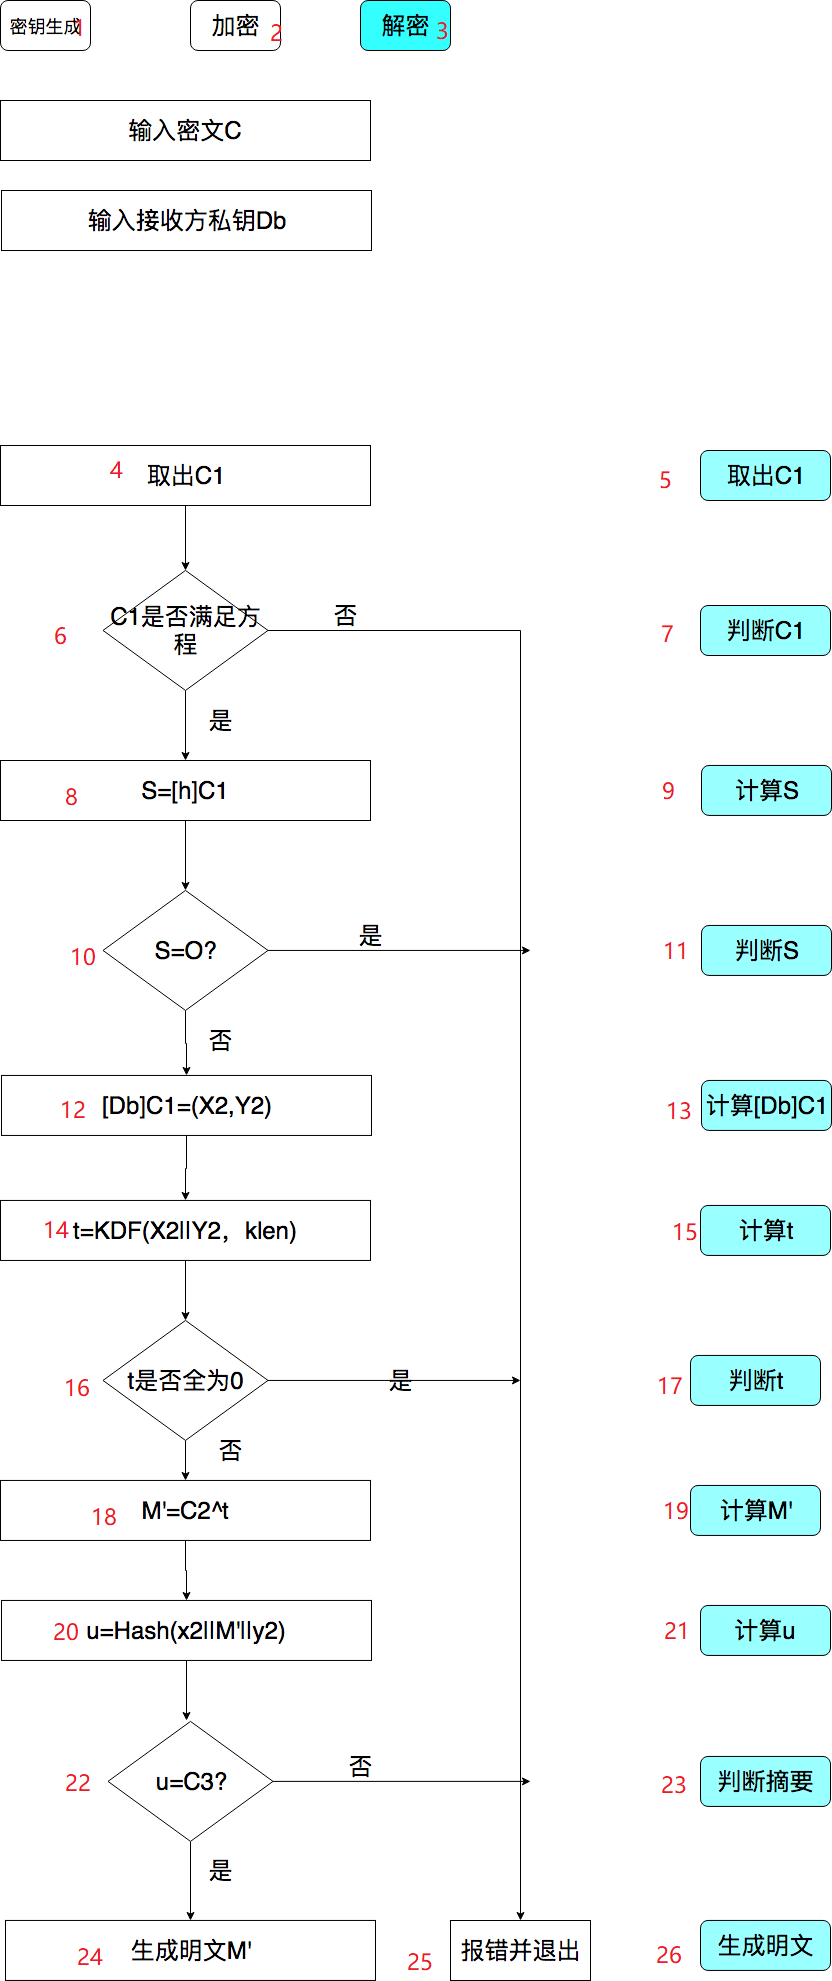 密钥生成 1
加密 2
解密 3
输入密文C
输入接收方私钥Db
4 取出C1
5 取出C1
6 C1是否满足方
程
否
7 判断C1
是
8 S=[h]C1
9 计算S
10 S=O?
是
11 判断S
否
12 [Db]C1=(X2,Y2)
13 计算[Db]C1
14 t=KDF(X2||Y2，klen)
15 计算t
16 t是否全为0
是
17 判断t
否
18 M'=C2^t
19 计算M'
20 u=Hash(x2||M'||y2)
21 计算u
22 u=C3?
否
23 判断摘要
是
24 生成明文M'
25 报错并退出
26 生成明文